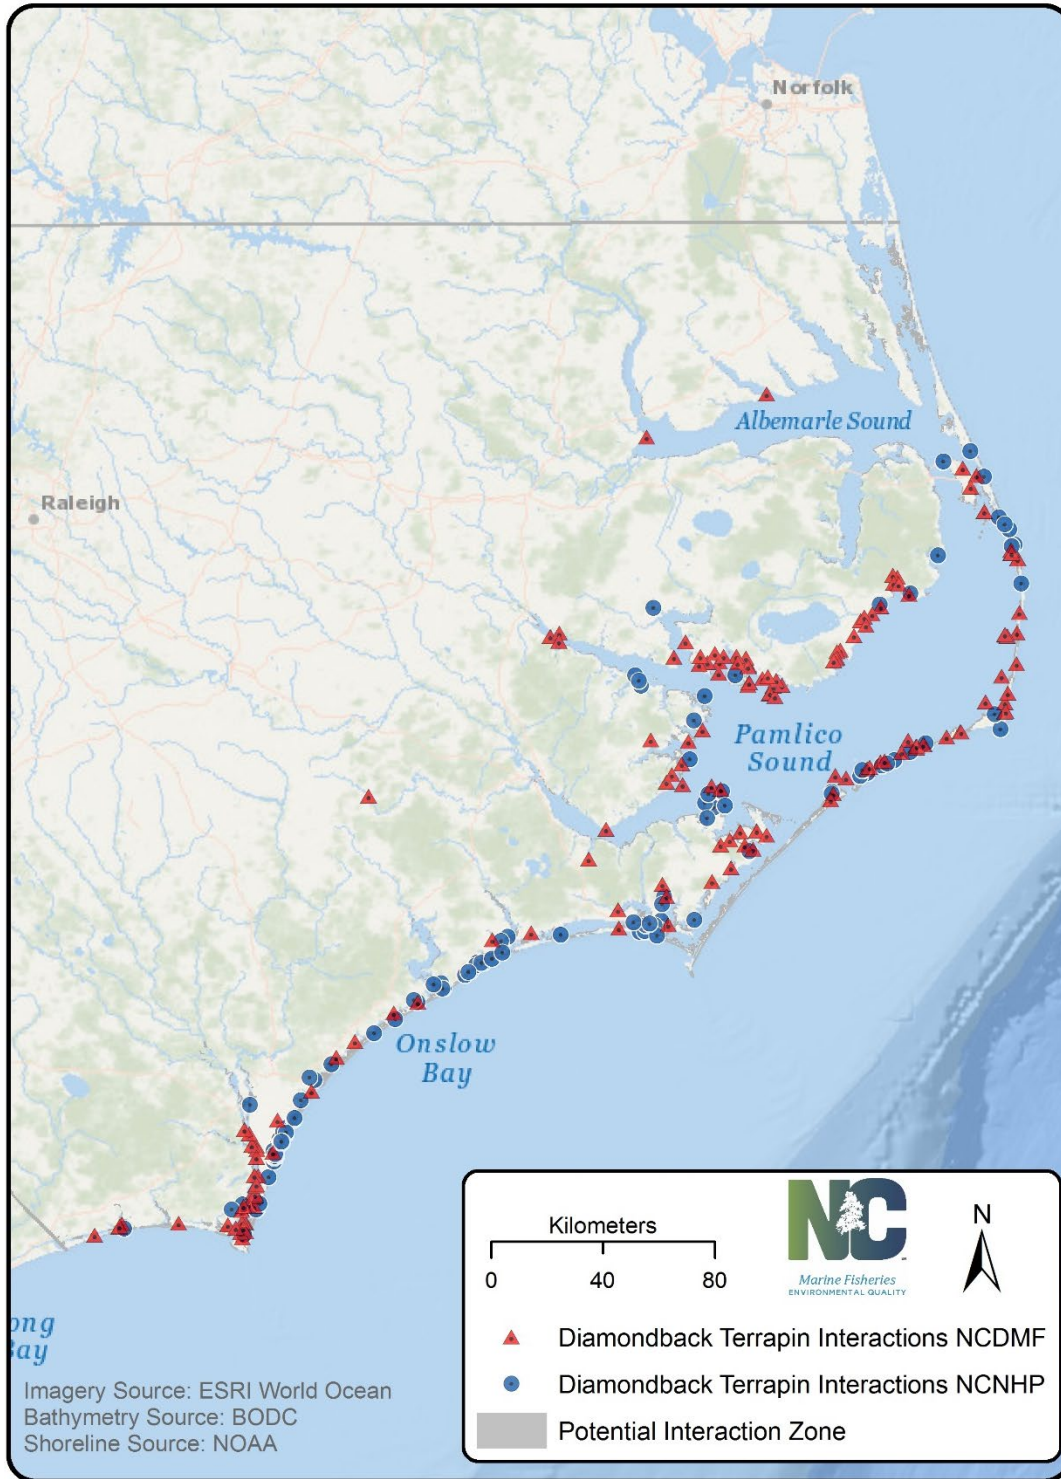 Norfolk
Albemarle Sound
Raleigh
Pamlico
Sound
Onslow
Bay
ong
Bay
Imagery Source: ESRI World Ocean
Bathymetry Source: BODC
Shoreline Source: NOAA
Kilometers
0 40 80
NC
Marine Fisheries
ENVIRONMENTAL QUALITY
N
Diamondback Terrapin Interactions NCDMF
Diamondback Terrapin Interactions NCNHP
Potential Interaction Zone